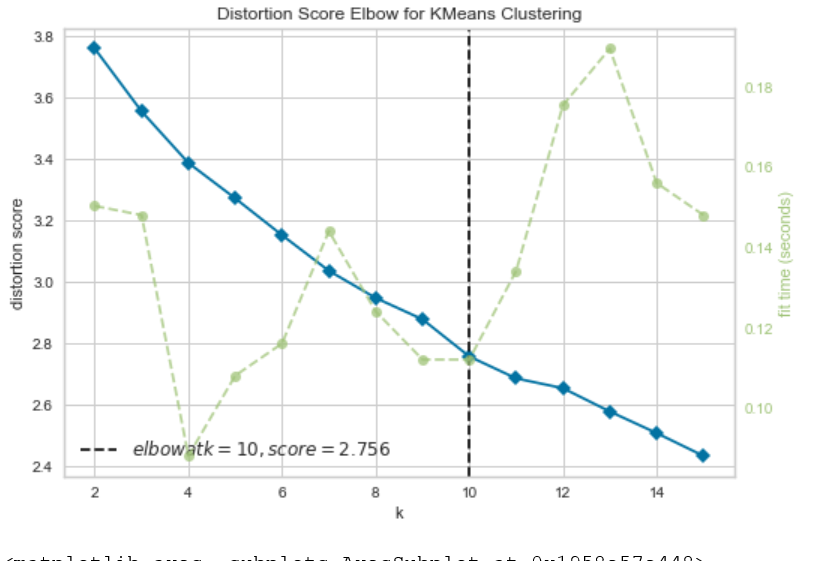 Distortion Score Elbow for KMeans Clustering
3.8
3.6
3.4
3.2
3.0
2.8
2.6
2.4
distortion score
0.18
0.16
0.14
0.12
0.10
fit time (seconds)
elbowatk = 10, score = 2.756
2 4 6 8 10 12 14
k